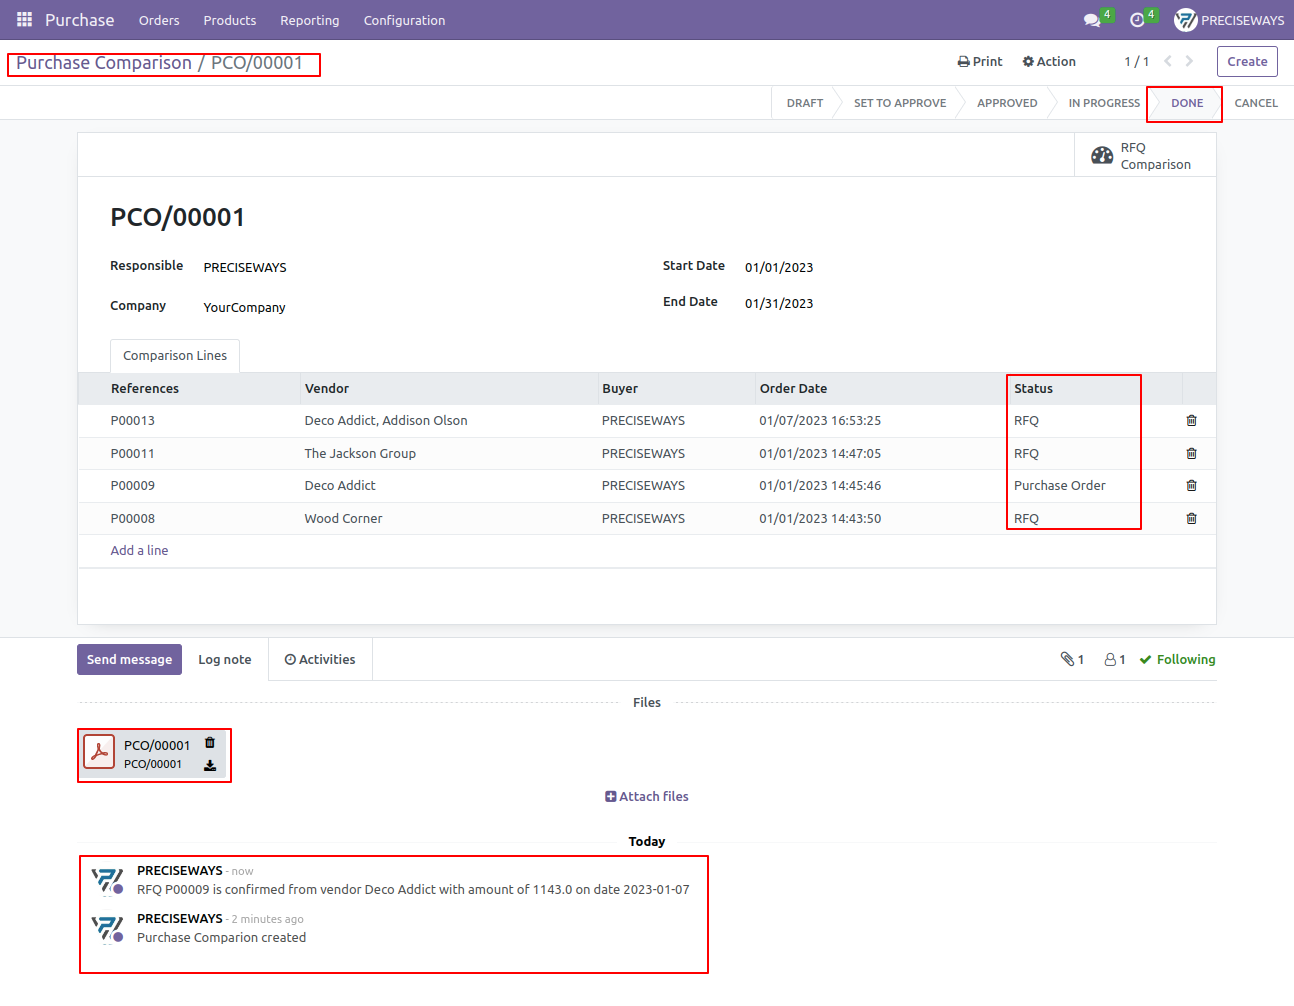 Purchase Orders Products Reporting Configuration 4 4 PRECISEWAYS
Purchase Comparison / PCO/00001 Print Action 1 / 1 Create
DRAFT SET TO APPROVE APPROVED IN PROGRESS DONE CANCEL
RFQ
Comparison
PCO/00001
Responsible PRECISEWAYS Start Date 01/01/2023
Company YourCompany End Date 01/31/2023
Comparison Lines
References Vendor Buyer Order Date Status
P00013 Deco Addict, Addison Olson PRECISEWAYS 01/07/2023 16:53:25 RFQ
P00011 The Jackson Group PRECISEWAYS 01/01/2023 14:47:05 RFQ
P00009 Deco Addict PRECISEWAYS 01/01/2023 14:45:46 Purchase Order
P00008 Wood Corner PRECISEWAYS 01/01/2023 14:43:50 RFQ
Add a line
Send message Log note Activities 1 1 Following
Files
PCO/00001
PCO/00001
Attach files
Today
PRECISEWAYS - now
RFQ P00009 is confirmed from vendor Deco Addict with amount of 1143.0 on date 2023-01-07
PRECISEWAYS - 2 minutes ago
Purchase Comparion created